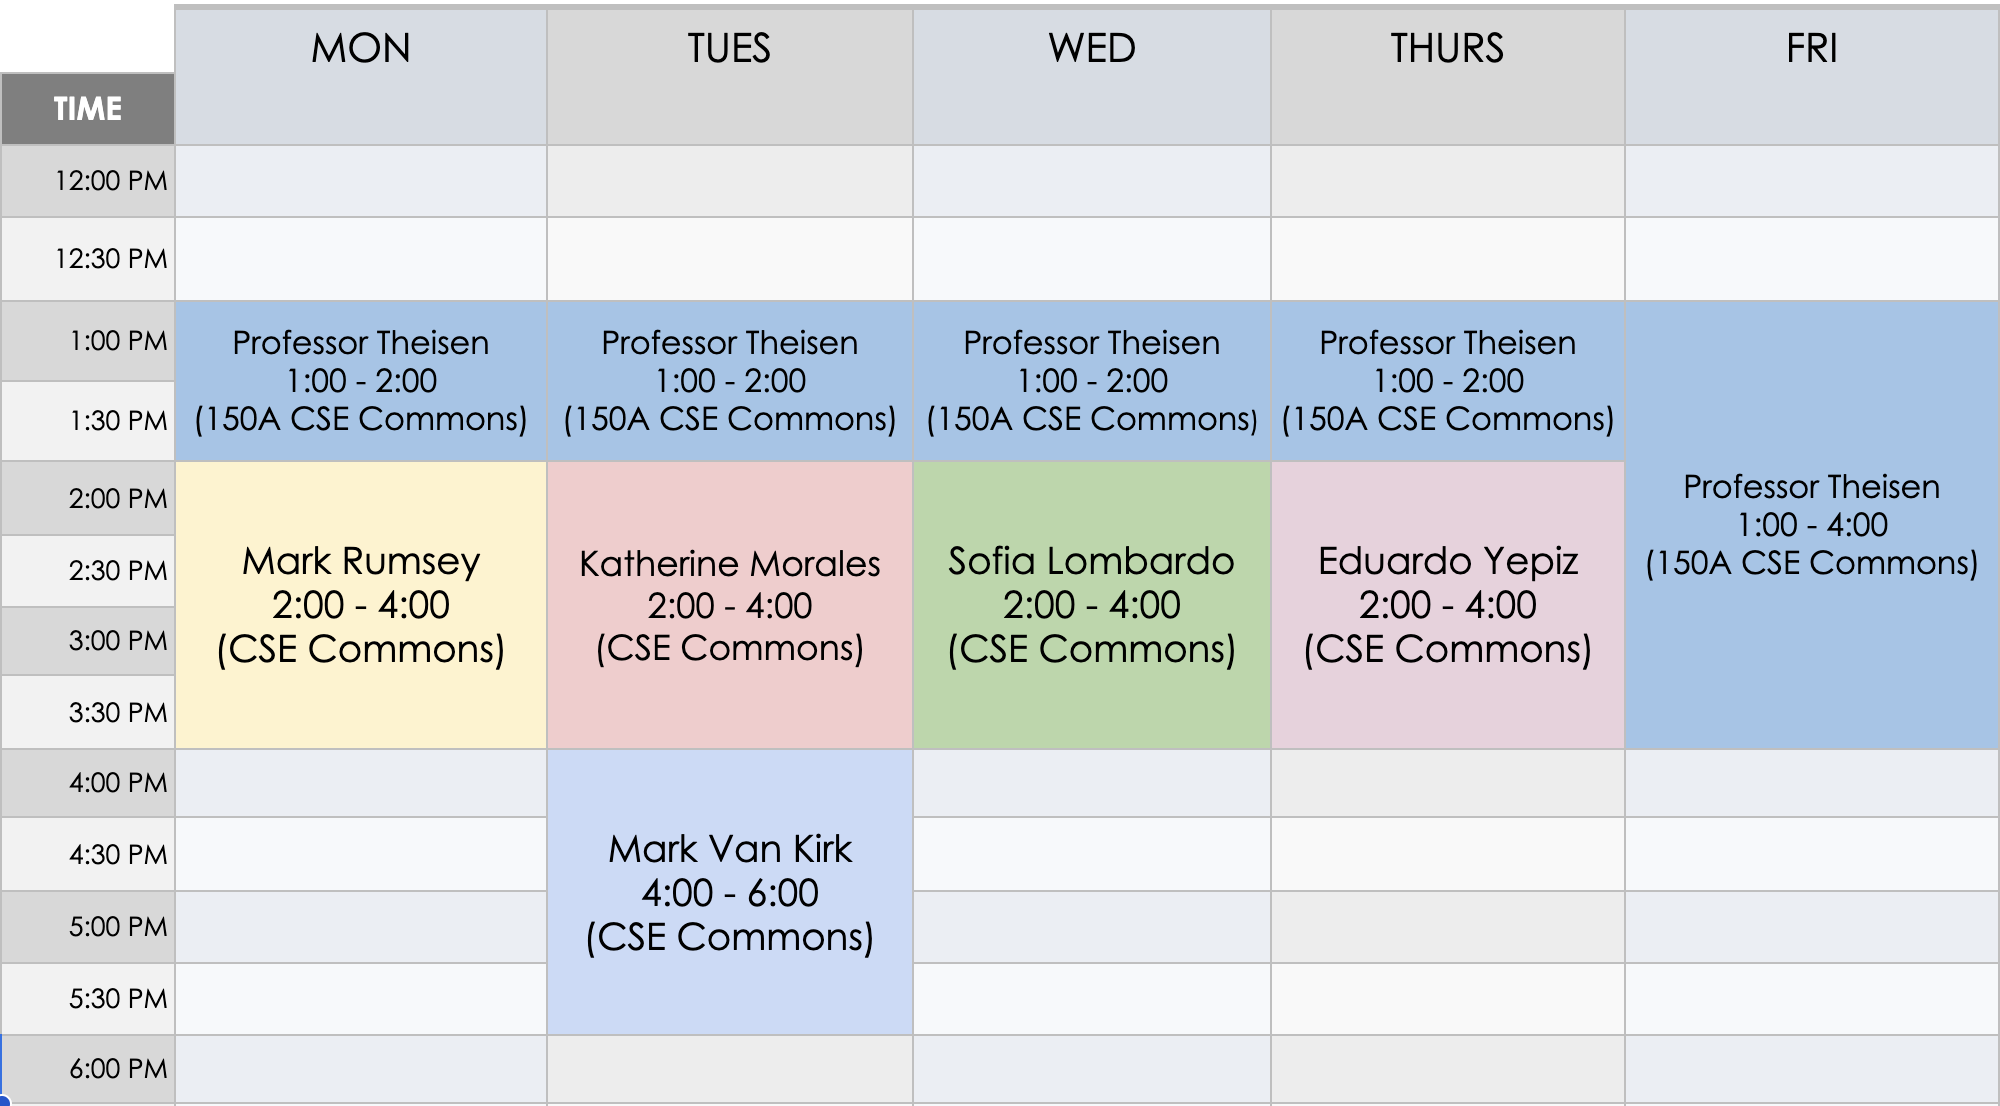 MON TUES WED THURS FRI
TIME
12:00 PM
12:30 PM
1:00 PM
1:30 PM
2:00 PM
2:30 PM
3:00 PM
3:30 PM
4:00 PM
4:30 PM
5:00 PM
5:30 PM
6:00 PM
Professor Theisen
1:00 - 2:00
(150A CSE Commons)
Mark Rumsey
2:00 - 4:00
(CSE Commons)
Professor Theisen
1:00 - 2:00
(150A CSE Commons)
Katherine Morales
2:00 - 4:00
(CSE Commons)
Mark Van Kirk
4:00 - 6:00
(CSE Commons)
Professor Theisen
1:00 - 2:00
(150A CSE Commons)
Sofia Lombardo
2:00 - 4:00
(CSE Commons)
Professor Theisen
1:00 - 2:00
(150A CSE Commons)
Eduardo Yepiz
2:00 - 4:00
(CSE Commons)
Professor Theisen
1:00 - 4:00
(150A CSE Commons)